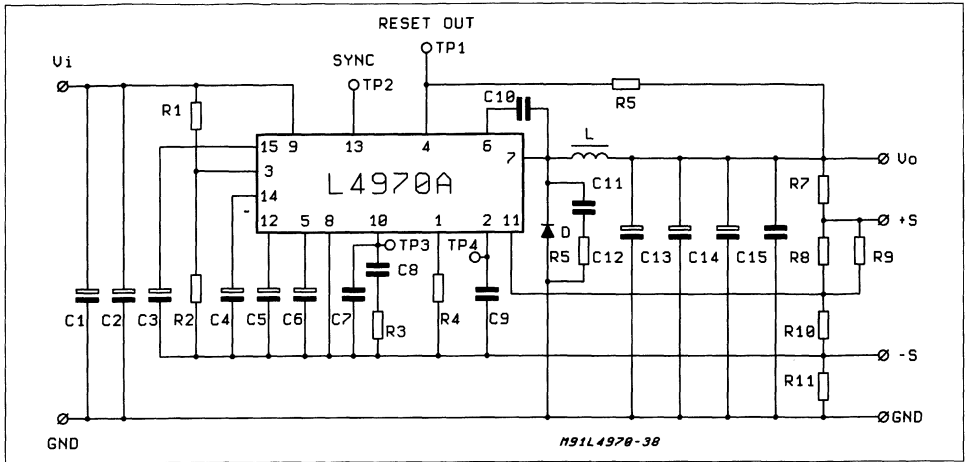 RESET OUT
TP1
Vi
SYNC
TP2
R1
C10
R5
L
15 9 13 4 6
7
Vo
3
L4970A
14
R7
C11
+S
12 5 8 10 1 2 11
TP3
TP4
D
R5
C12
C13
C14
C15
R8
R9
C8
C1
C2
C3
R2
C4
C5
C6
C7
R3
R4
C9
R10
-S
R11
GND
GND
M91L4970-30